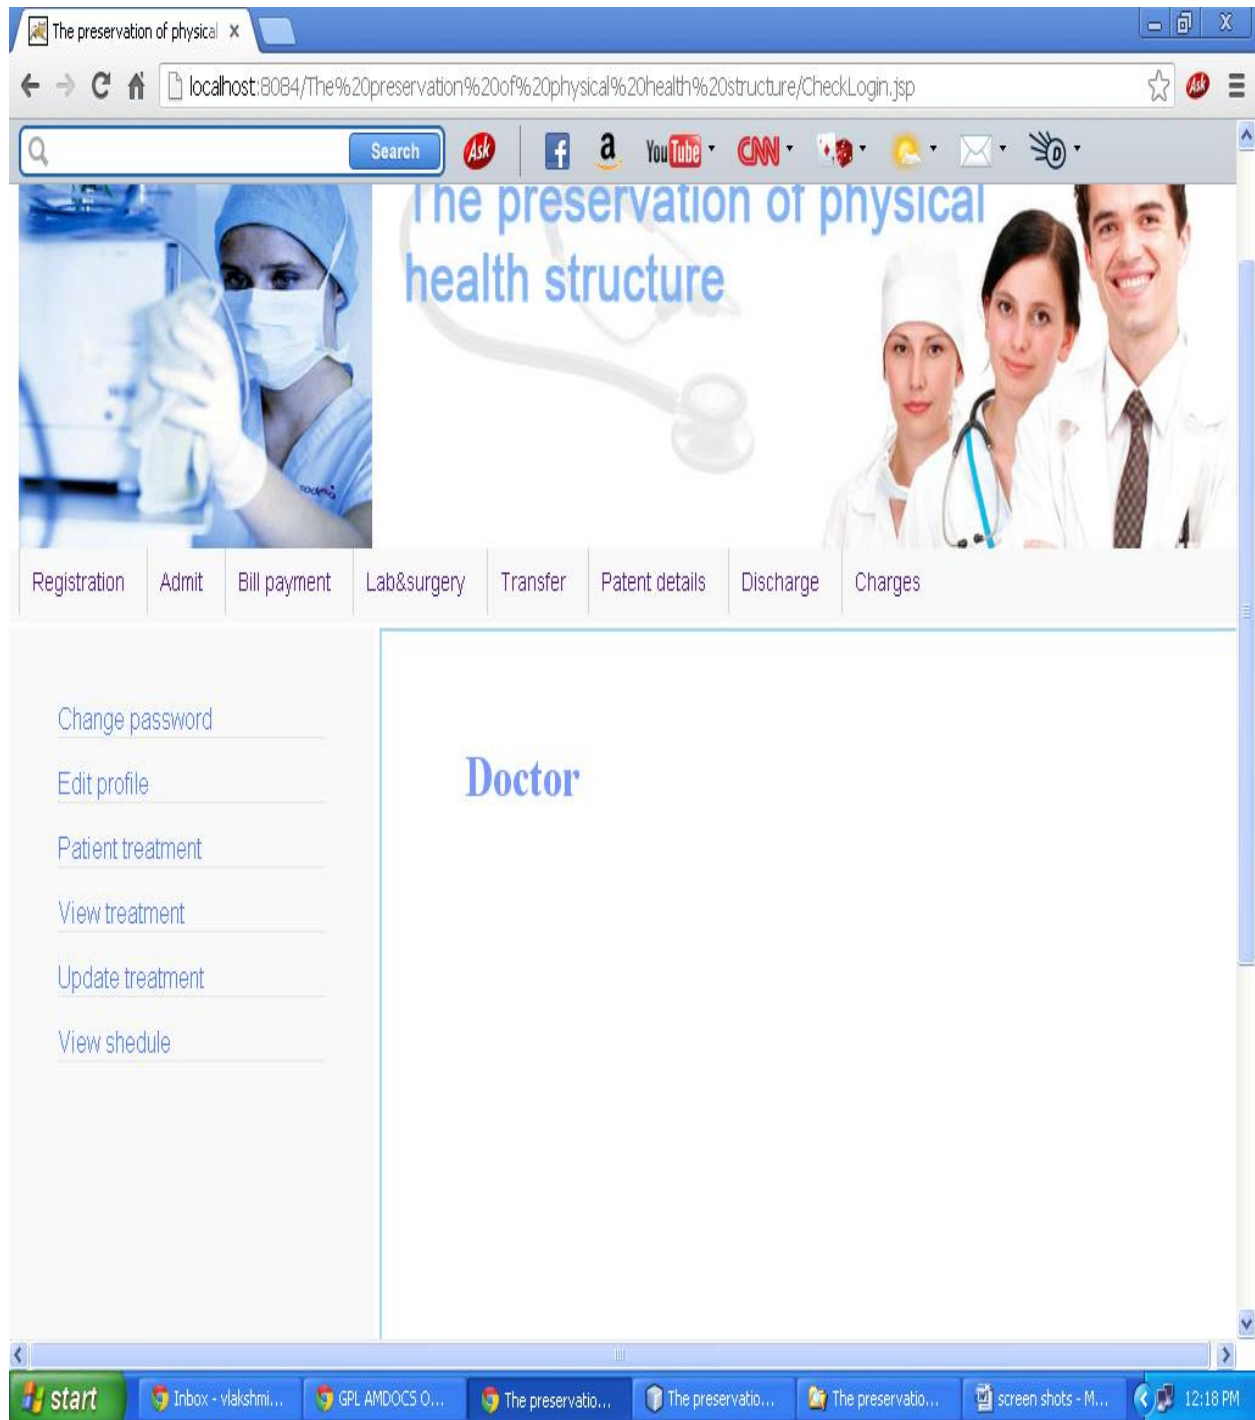 The preservation of physical
localhost:8084/The%20preservation%20of%20physical%20health%20structure/CheckLogin.jsp
Search Ask a YouTube CNN D
The preservation of physical
health structure
Registration Admit Bill payment Lab&surgery Transfer Patent details Discharge Charges
Change password
Edit profile
Patient treatment
View treatment
Update treatment
View shedule
Doctor
start Inbox - vlakshmi... GPL AMDOCS O... The preservatio... The preservatio... The preservatio... screen shots - M... 12:18 PM